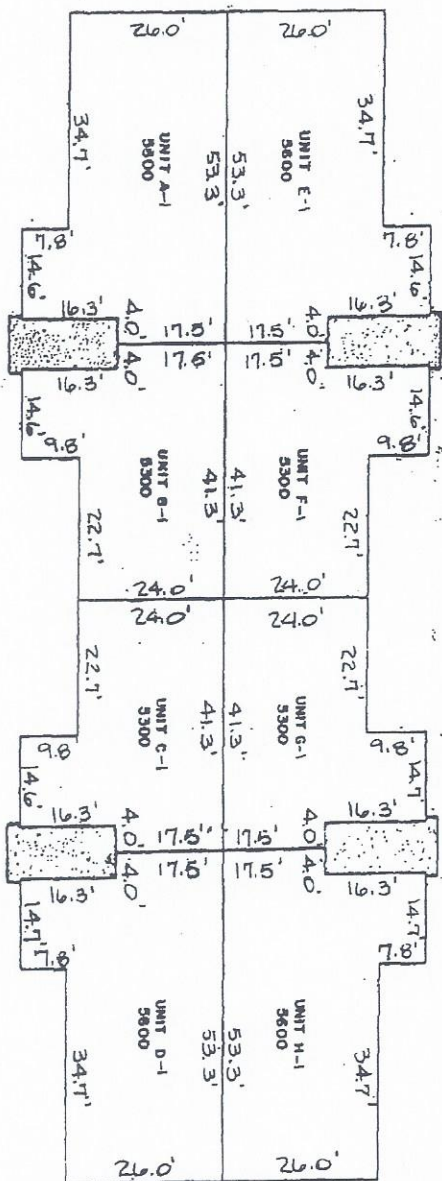 26.0' 26.0'
34.7' 34.7'
UNIT A-1
5600
UNIT E-1
5600
53.3' 53.3'
7.8' 7.8'
14.6' 14.6'
16.3' 4.0' 17.5' 17.5' 4.0' 16.3'
16.3' 4.0' 17.5' 17.5' 4.0 16.3'
14.6' 14.6'
9.8' 9.8'
UNIT B-1
5300
UNIT F-1
5300
41.3' 41.3'
22.7' 22.7'
24.0' 24.0'
24.0' 24.0'
22.7' 22.7'
UNIT C-1
5300
UNIT G-1
5300
41.3' 41.3'
9.8 9.8'
14.6' 14.7
16.3' 4.0' 17.5' 17.5' 4.0' 16.3'
16.3' 4.0' 17.5' 17.5' 4.0' 16.3'
14.7' 14.7'
7.8' 7.8'
UNIT D-1
5600
UNIT H-1
5600
53.3' 53.3'
34.7' 34.7'
26.0' 26.0'